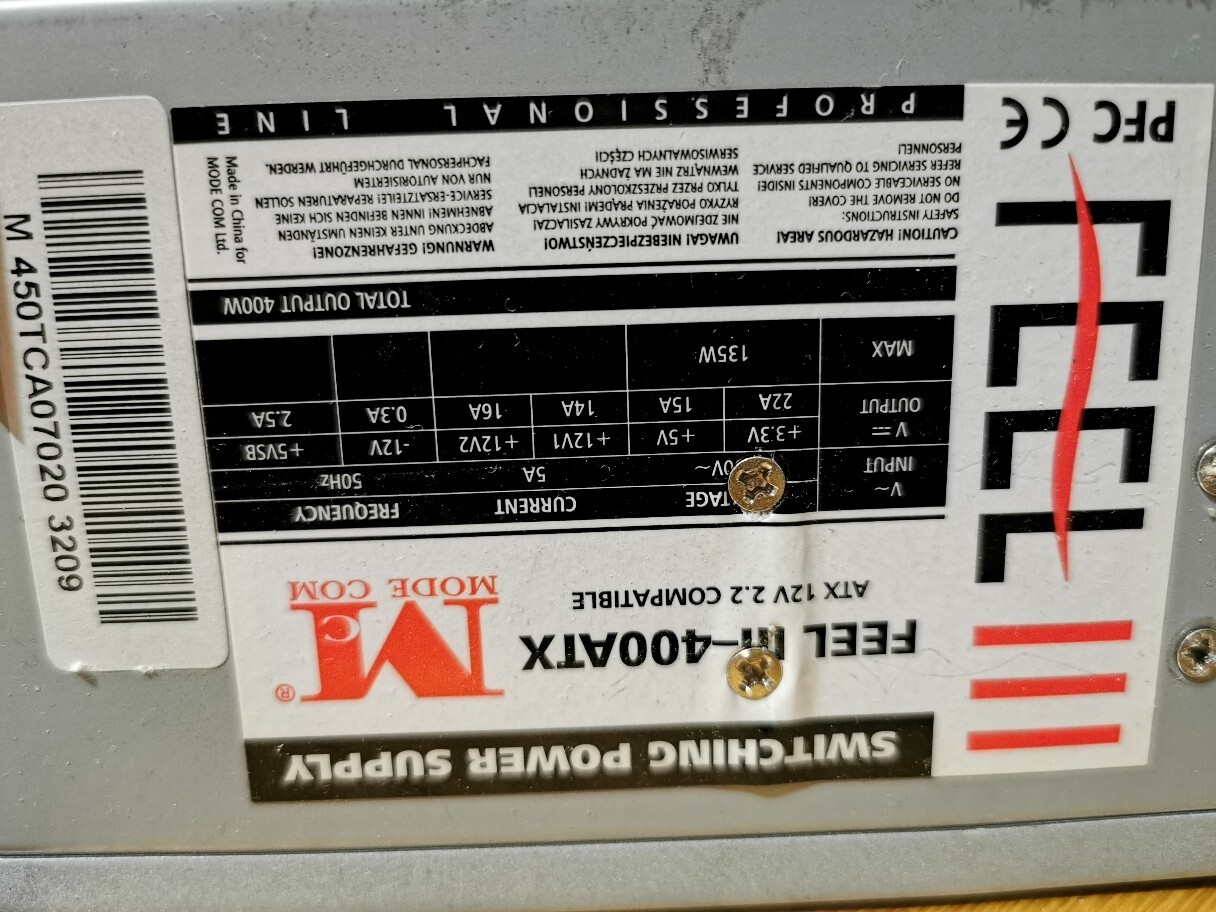 SWITCHING POWER SUPPLY
FEEL III-400ATX
ATX 12V 2.2 COMPATIBLE
MC
®
MODE COM
FEEL
PFC CE
CURRENT FREQUENCY
V~
INPUT 5A 50Hz
V⎓ +3.3V +5V +12V1 +12V2 -12V +5VSB
OUTPUT 22A 15A 14A 16A 0.3A 2.5A
MAX 135W
TOTAL OUTPUT 400W
CAUTION! HAZARDOUS AREA!
SAFETY INSTRUCTIONS:
DO NOT REMOVE THE COVER!
NO SERVICEABLE COMPONENTS INSIDE!
REFER SERVICING TO QUALIFIED SERVICE
PERSONNEL!
UWAGA! NIEBEZPIECZEŃSTWO!
NIE ZDEJMOWAĆ POKRYWY ZASILACZA!
RYZYKO PORAŻENIA PRĄDEM! INSTALACJA
TYLKO PRZEZ PRZESZKOLONY PERSONEL!
WEWNĄTRZ NIE MA ŻADNYCH
SERWISOWALNYCH CZĘŚCI!
WARNUNG! GEFAHRENZONE!
ABDECKUNG UNTER KEINEN UMSTÄNDEN
ABNEHMEN! INNEN BEFINDEN SICH KEINE
SERVICE-ERSATZTEILE! REPARATUREN SOLLEN
NUR VON AUTORISIERTEM
FACHPERSONAL DURCHGEFÜHRT WERDEN.
Made in China for
MODE COM Ltd.
PROFESSIONAL LINE
M 450TCA07020 3209